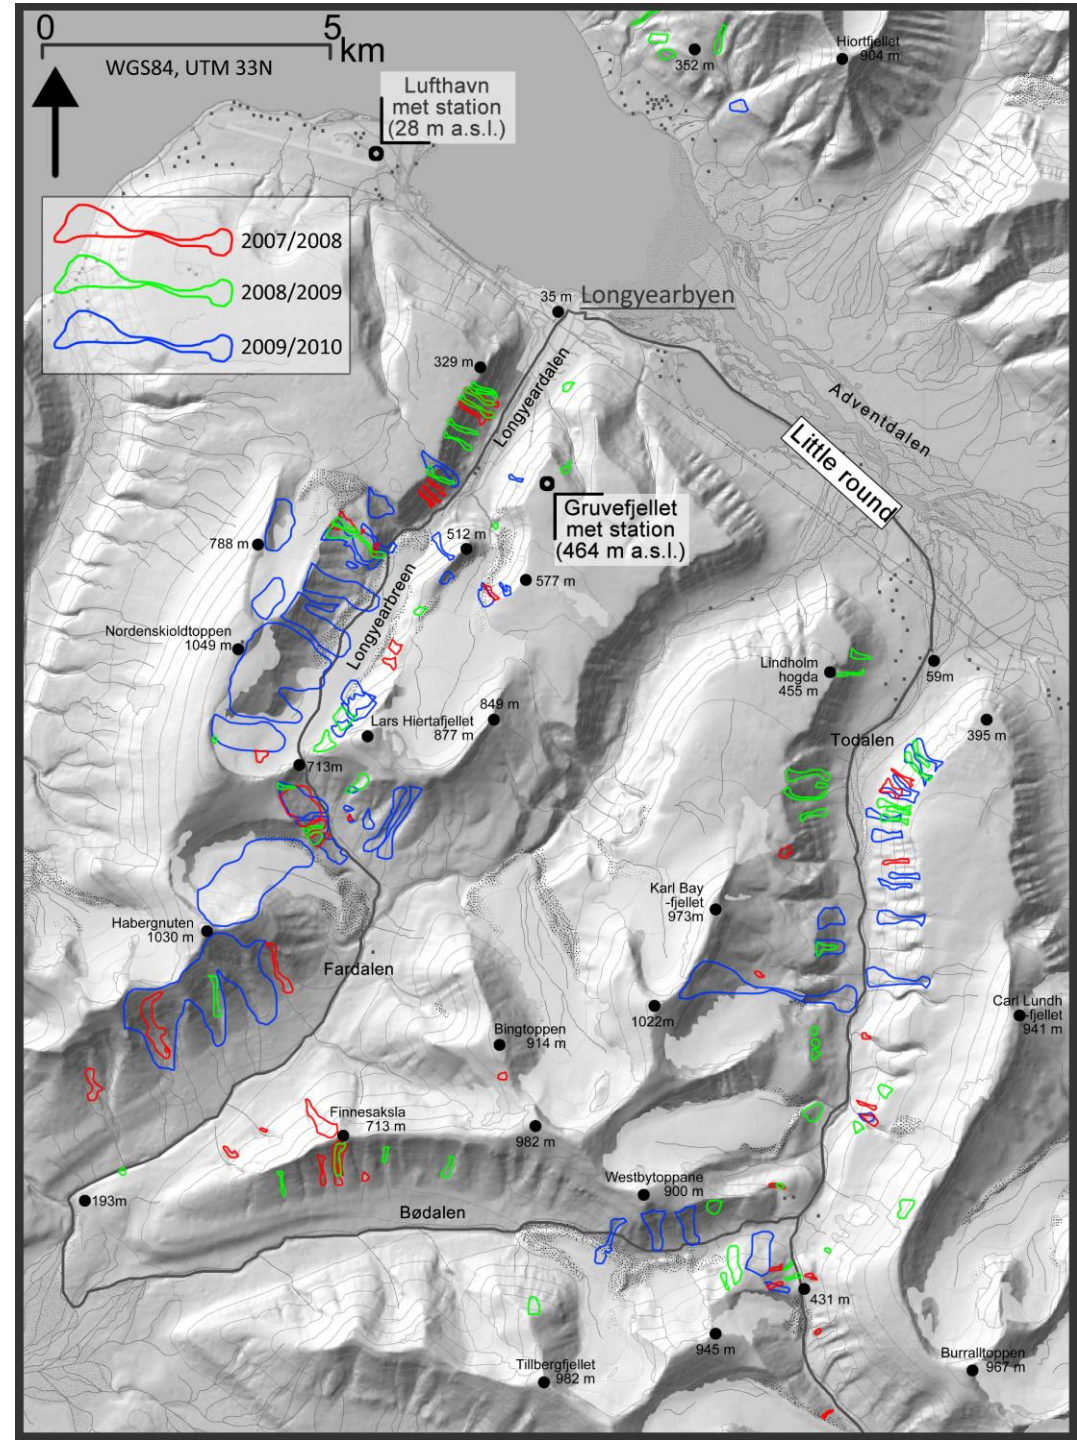 0
5
km
WGS84, UTM 33N
Lufthavn
met station
(28 m a.s.l.)
352 m
Hiortfjellet
904 m
2007/2008
2008/2009
2009/2010
35 m
Longyearbyen
329 m
Longyeardalen
Adventdalen
Little round
Gruvefjellet
met station
(464 m a.s.l.)
512 m
788 m
577 m
Longyearbreen
Nordenskioldtoppen
1049 m
Lindholm
hogda
455 m
59m
849 m
Lars Hiertafjellet
877 m
395 m
Todalen
713m
Karl Bay
-fjellet
973m
Habergnuten
1030 m
Fardalen
1022m
Carl Lundh
-fjellet
941 m
Bingtoppen
914 m
Finnesaksla
713 m
982 m
Westbytoppane
900 m
193m
Bødalen
431 m
945 m
Tillbergfjellet
982 m
Burralltoppen
967 m